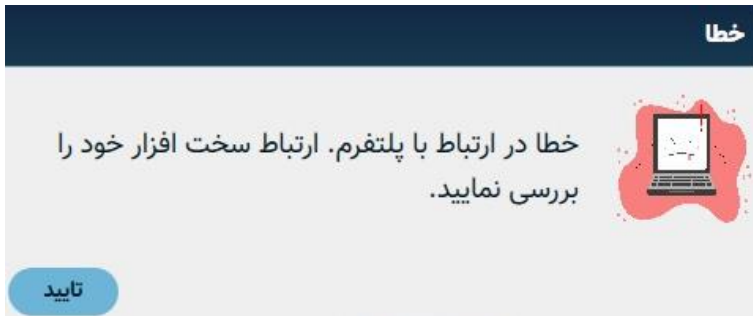 خطا
خطا در ارتباط با پلتفرم. ارتباط سخت افزار خود را
بررسی نمایید.
تایید